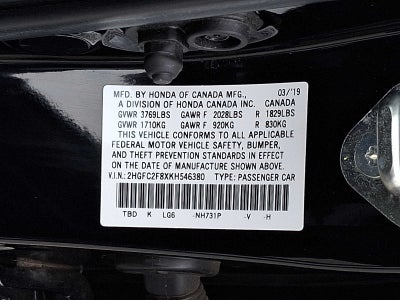 MFD. BY HONDA OF CANADA MFG., 03/'19
A DIVISION OF HONDA CANADA INC. CANADA
GVWR 3769LBS GAWR F 2028LBS R 1829LBS
GVWR 1710KG GAWR F 920KG R 830KG
THIS VEHICLE CONFORMS TO ALL APPLICABLE
FEDERAL MOTOR VEHICLE SAFETY, BUMPER,
AND THEFT PREVENTION STANDARDS IN EFFECT
ON THE DATE OF MANUFACTURE SHOWN ABOVE.
V.I.N.: 2HGFC2F8XKH546380 TYPE: PASSENGER CAR
TBD K LG6 -NH731P -V -H